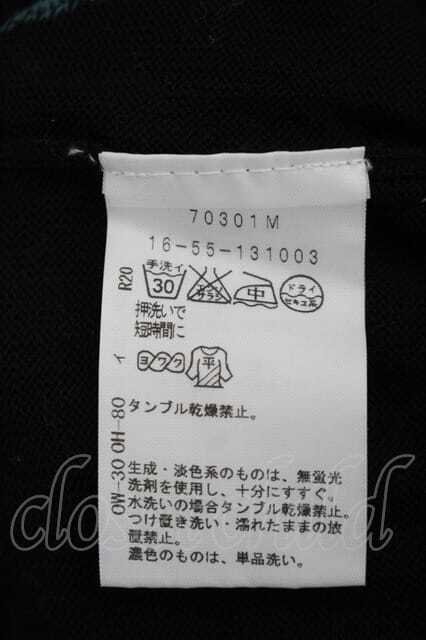 70301M
16-55-131003
R20
手洗イ
30
エンソ
サラシ
中
ドライ
セキユ系
押洗いで
短時間に
イ
ヨワク
平
OW-30 OH-80
タンブル乾燥禁止。
生成・淡色系のものは、無蛍光
洗剤を使用し、十分にすすぐ。
水洗いの場合タンブル乾燥禁止。
つけ置き洗い・濡れたままの放
置禁止。
濃色のものは、単品洗い。
closet child